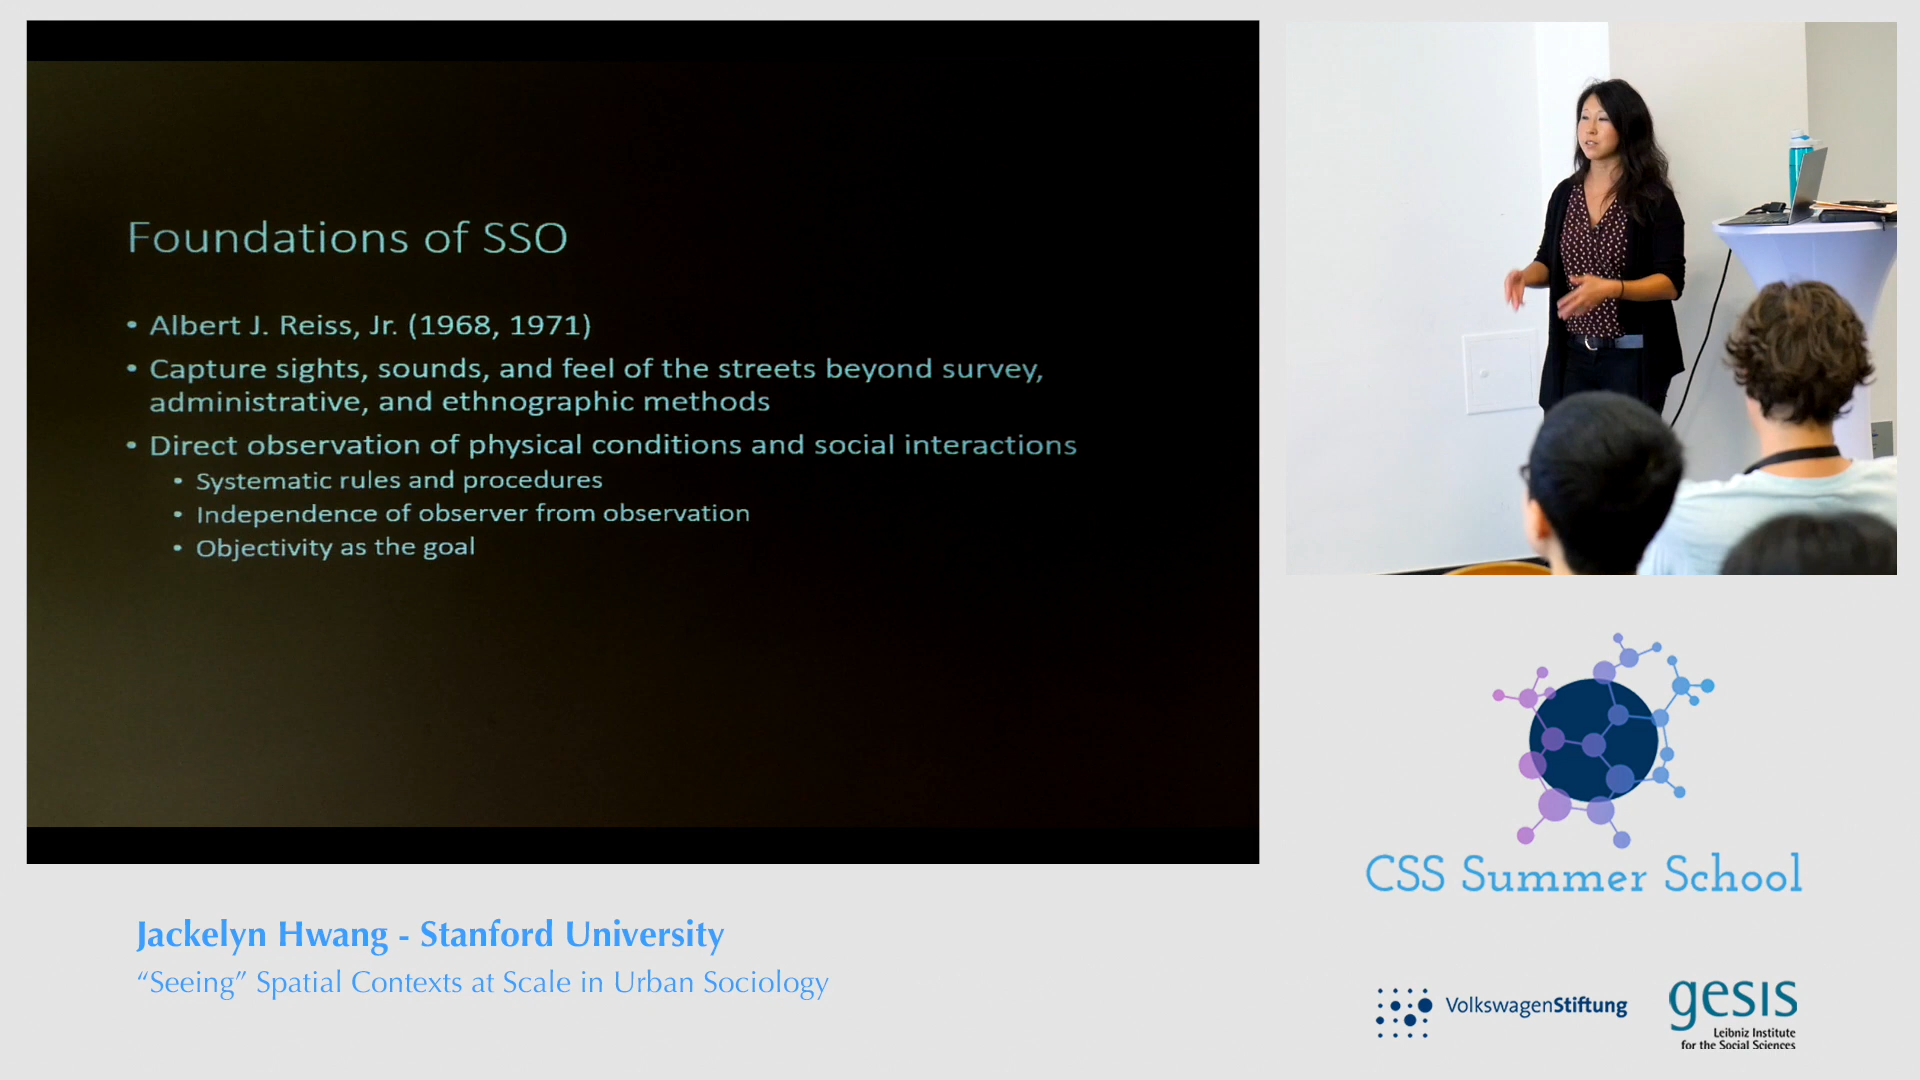 Foundations of SSO
• Albert J. Reiss, Jr. (1968, 1971)
• Capture sights, sounds, and feel of the streets beyond survey,
administrative, and ethnographic methods
• Direct observation of physical conditions and social interactions
• Systematic rules and procedures
• Independence of observer from observation
• Objectivity as the goal
CSS Summer School
Jackelyn Hwang - Stanford University
“Seeing” Spatial Contexts at Scale in Urban Sociology
VolkswagenStiftung
gesis
Leibniz Institute
for the Social Sciences